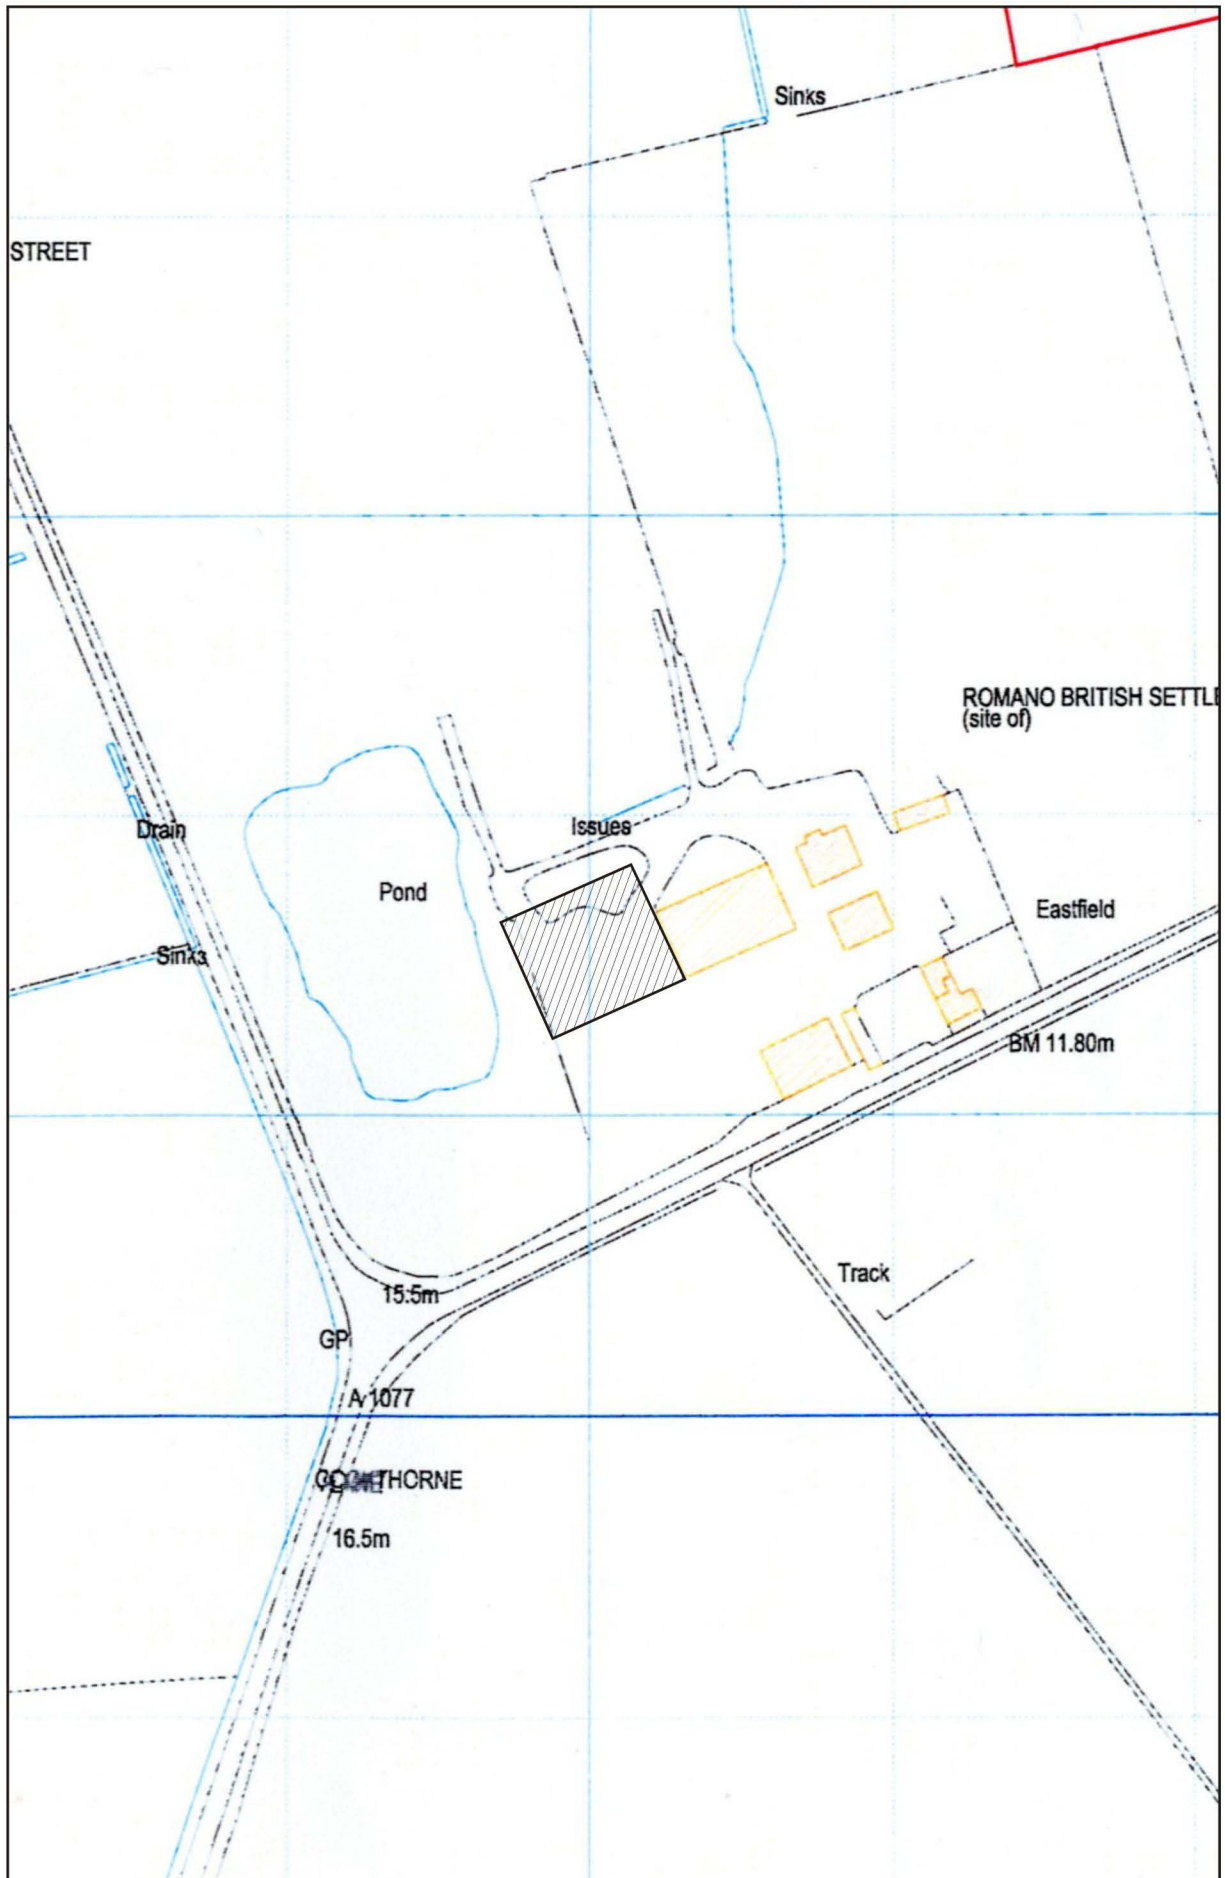 Sinks
STREET
ROMANO BRITISH SETTLE
(site of)
Drain
Issues
Pond
Eastfield
Sinks
BM 11.80m
Track
15.5m
GP
A 1077
THORNE
16.5m